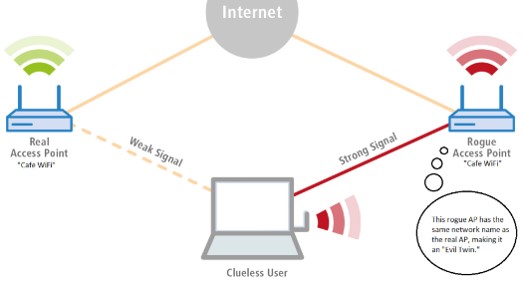 Internet
Real
Access Point
"Cafe WiFi"
Weak Signal
Strong Signal
Rogue
Access Point
"Cafe WiFi"
This rogue AP has the
same network name as
the real AP, making it
an "Evil Twin."
Clueless User